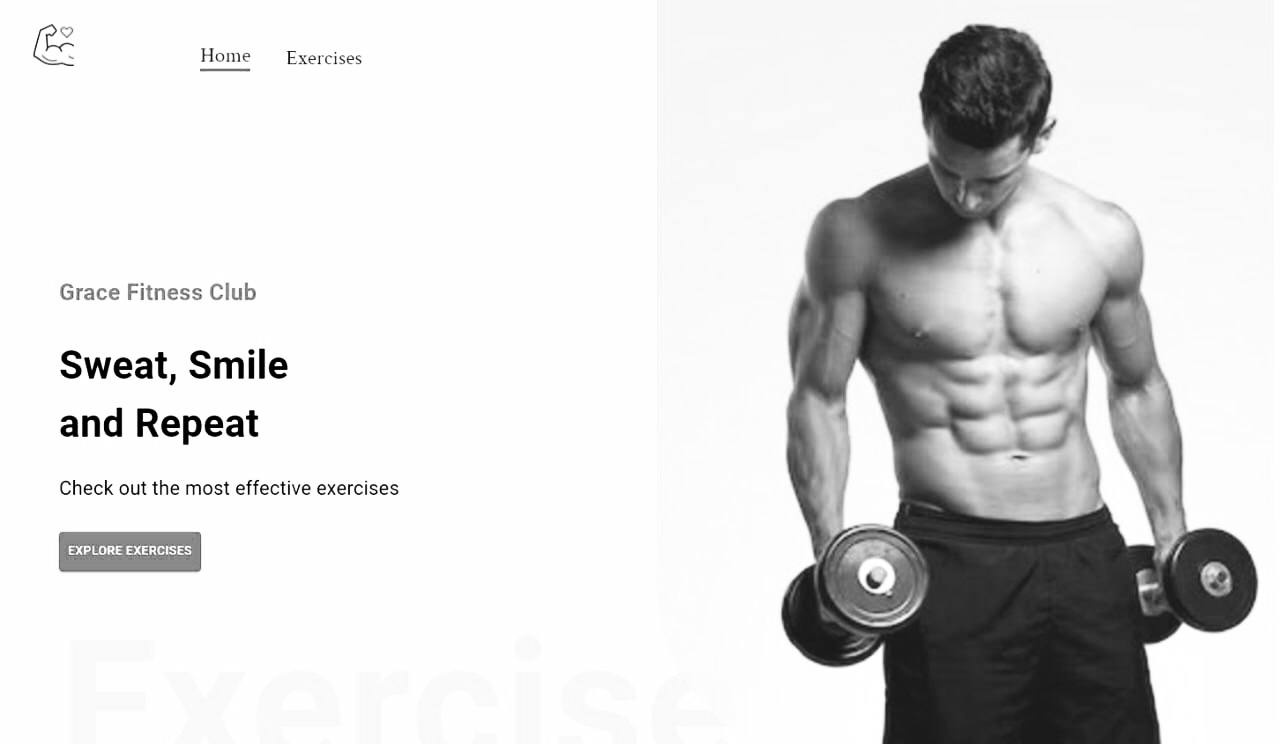 Home
Exercises
Grace Fitness Club
Sweat, Smile
and Repeat
Check out the most effective exercises
EXPLORE EXERCISES
Exercise